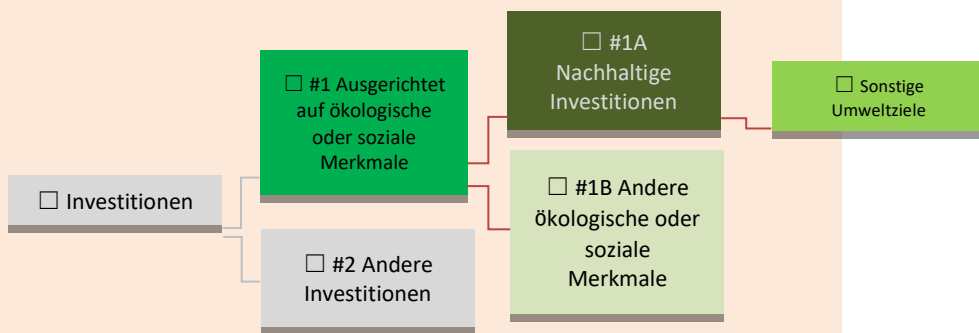 ☐ Investitionen
☐ #1 Ausgerichtet
auf ökologische
oder soziale
Merkmale
☐ #2 Andere
Investitionen
☐ #1A
Nachhaltige
Investitionen
☐ #1B Andere
ökologische oder
soziale
Merkmale
☐ Sonstige
Umweltziele